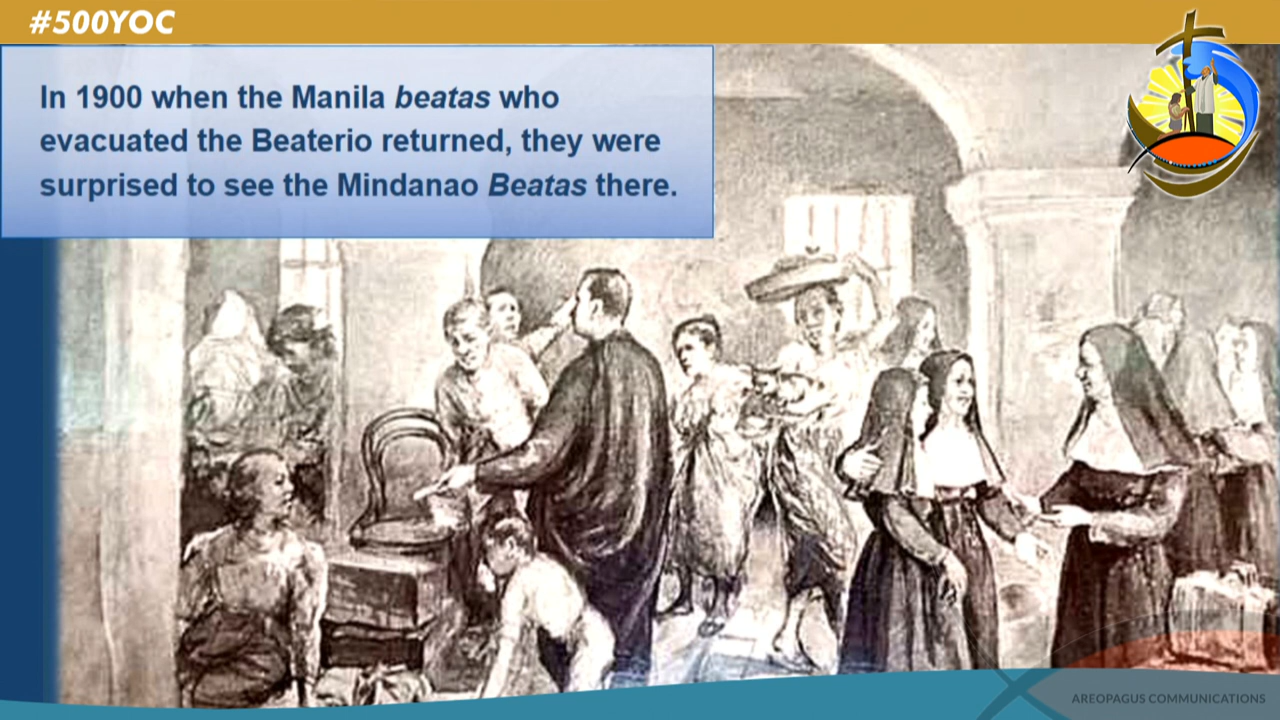 #500YOC
In 1900 when the Manila beatas who
evacuated the Beaterio returned, they were
surprised to see the Mindanao Beatas there.
AREOPAGUS COMMUNICATIONS